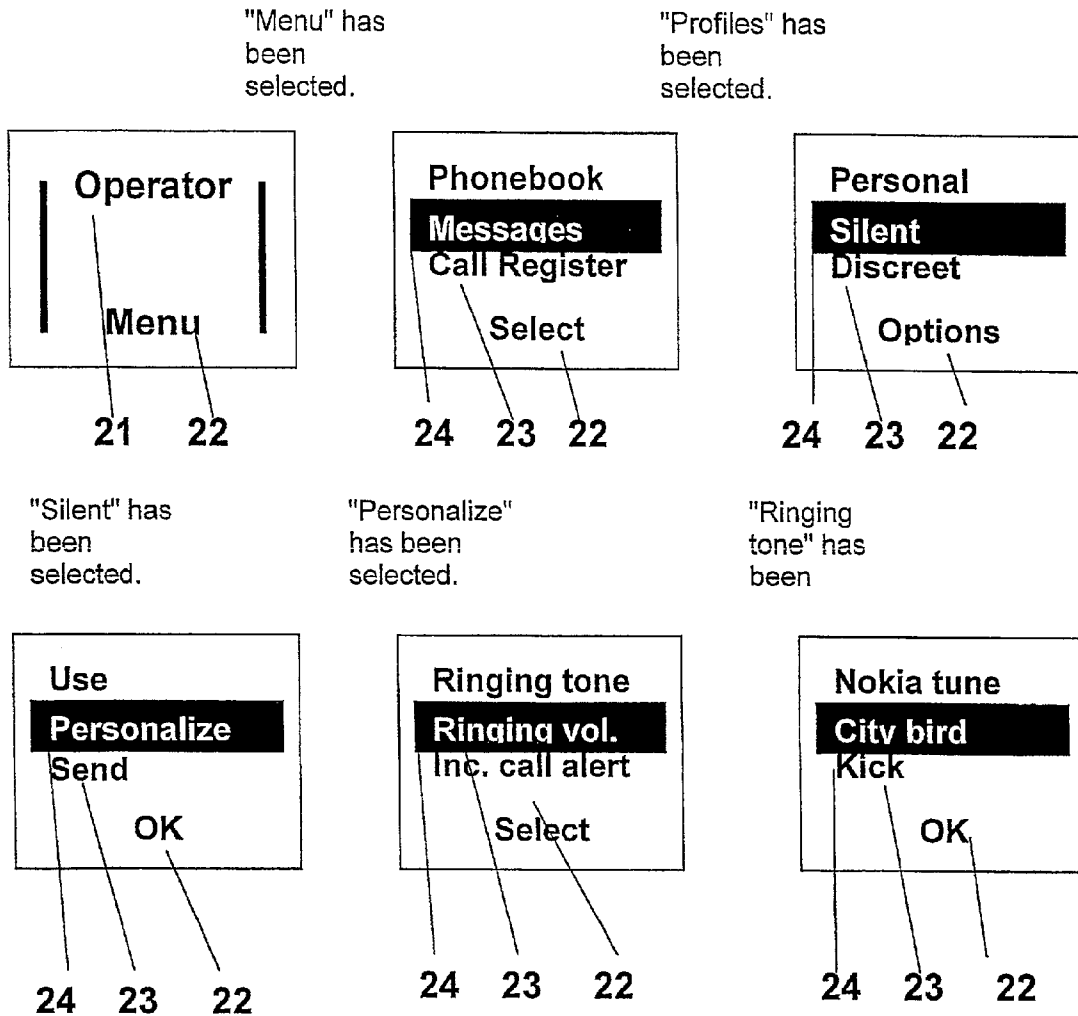 "Menu" has
been
selected.
"Profiles" has
been
selected.
Operator
Menu
21 22
Phonebook
Messages
Call Register
Select
24 23 22
Personal
Silent
Discreet
Options
24 23 22
"Silent" has
been
selected.
"Personalize"
has been
selected.
"Ringing
tone" has
been
Use
Personalize
Send
OK
24 23 22
Ringing tone
Ringing vol.
Inc. call alert
Select
24 23 22
Nokia tune
City bird
Kick
OK
24 23 22